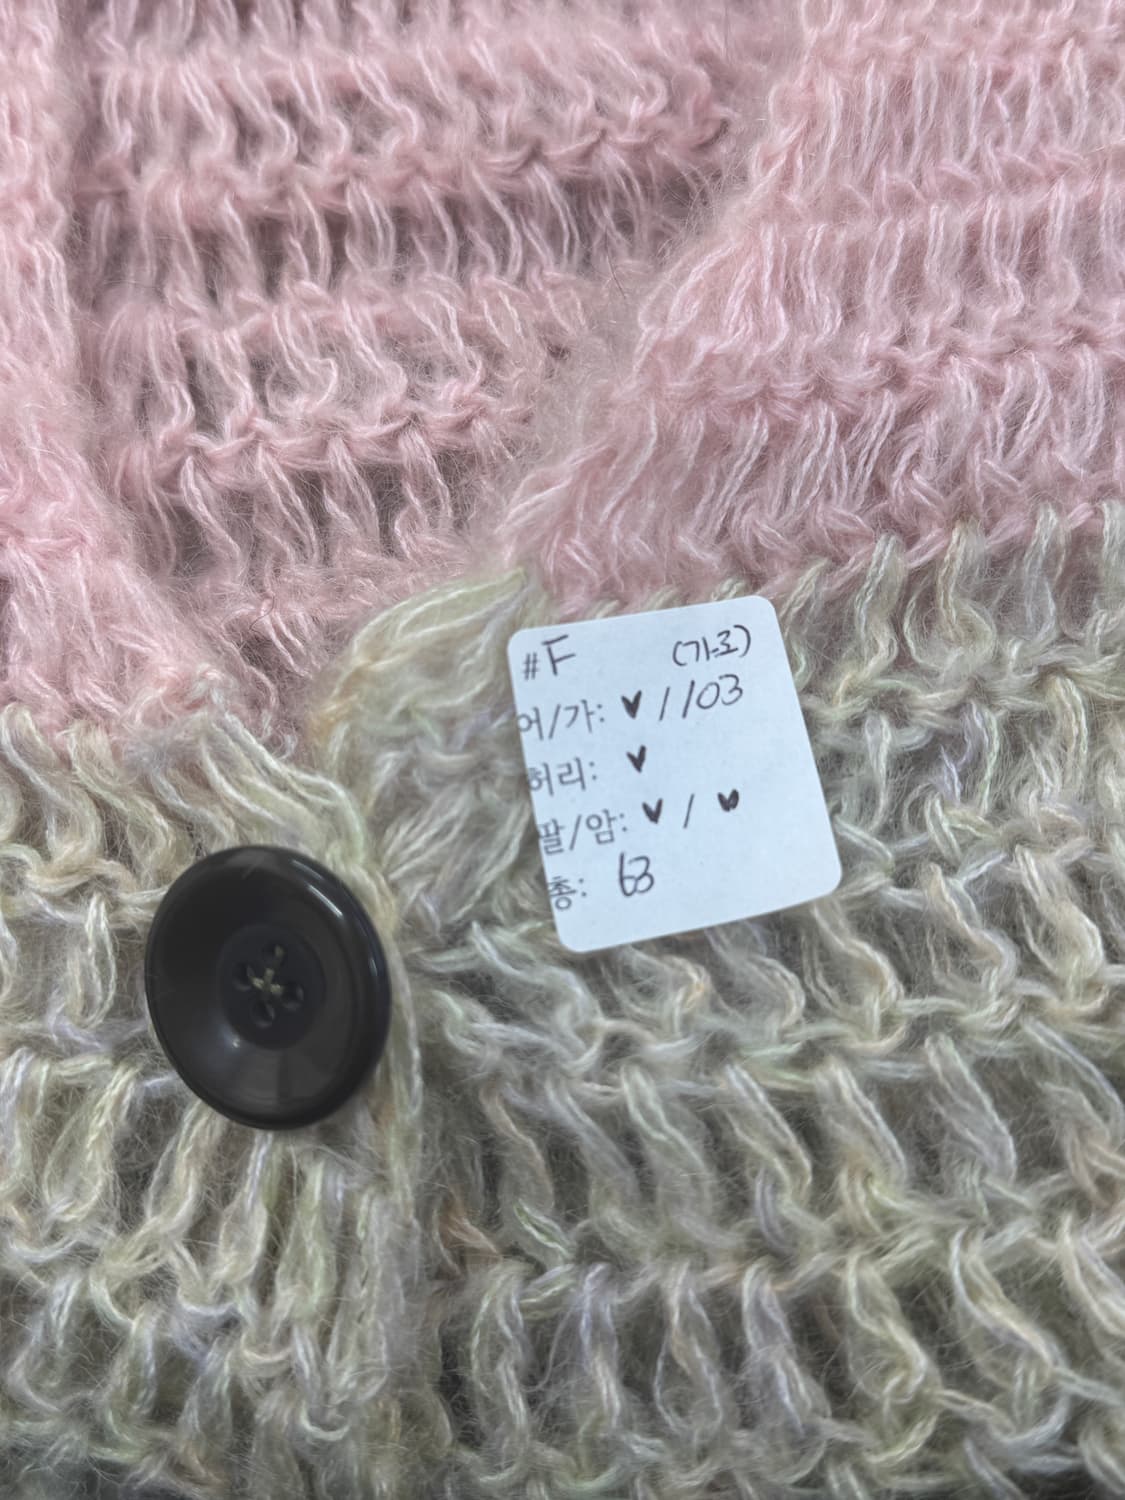 #F (가로)
어/가: ♥ / 103
허리: ♥
팔/암: ♥ / ♥
총: 63